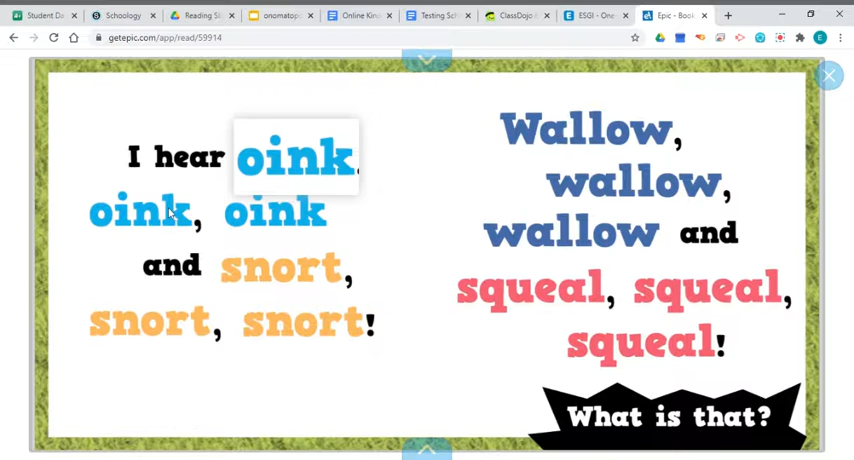 Student Da
Schoology
Reading Sk
onomatopo
Online Kin
Testing Sch
ClassDojo
ESGI - One
Epic - Book
getepic.com/app/read/59914
E
I hear oink,
oink, oink
and snort,
snort, snort!
Wallow,
wallow,
wallow and
squeal, squeal,
squeal!
What is that?